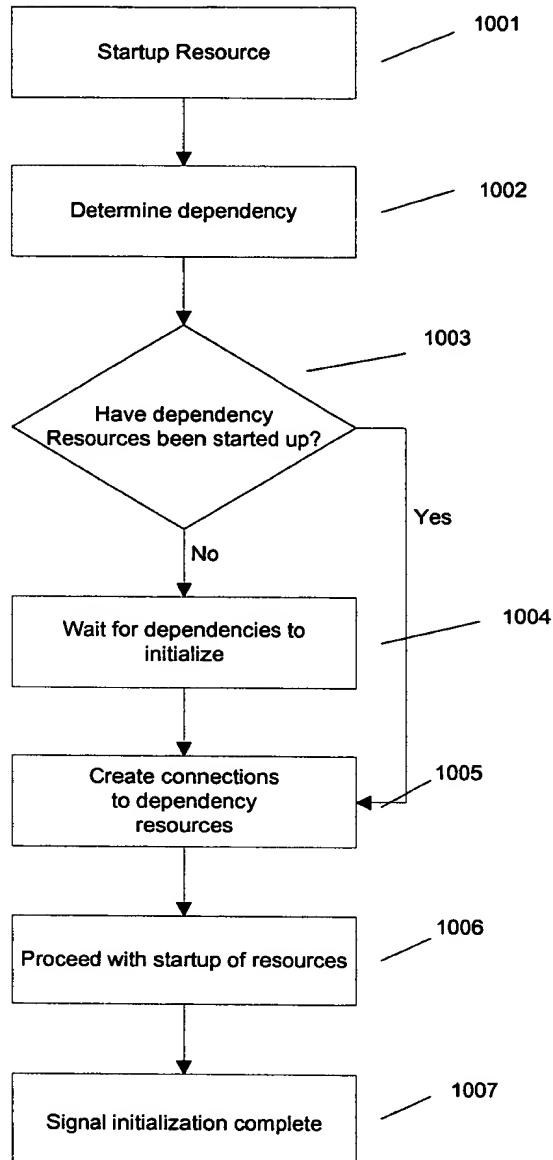 1001
Startup Resource
1002
Determine dependency
1003
Have dependency
Resources been started up?
Yes
No
Wait for dependencies to
initialize
1004
Create connections
to dependency
resources
1005
Proceed with startup of resources
1006
Signal initialization complete
1007